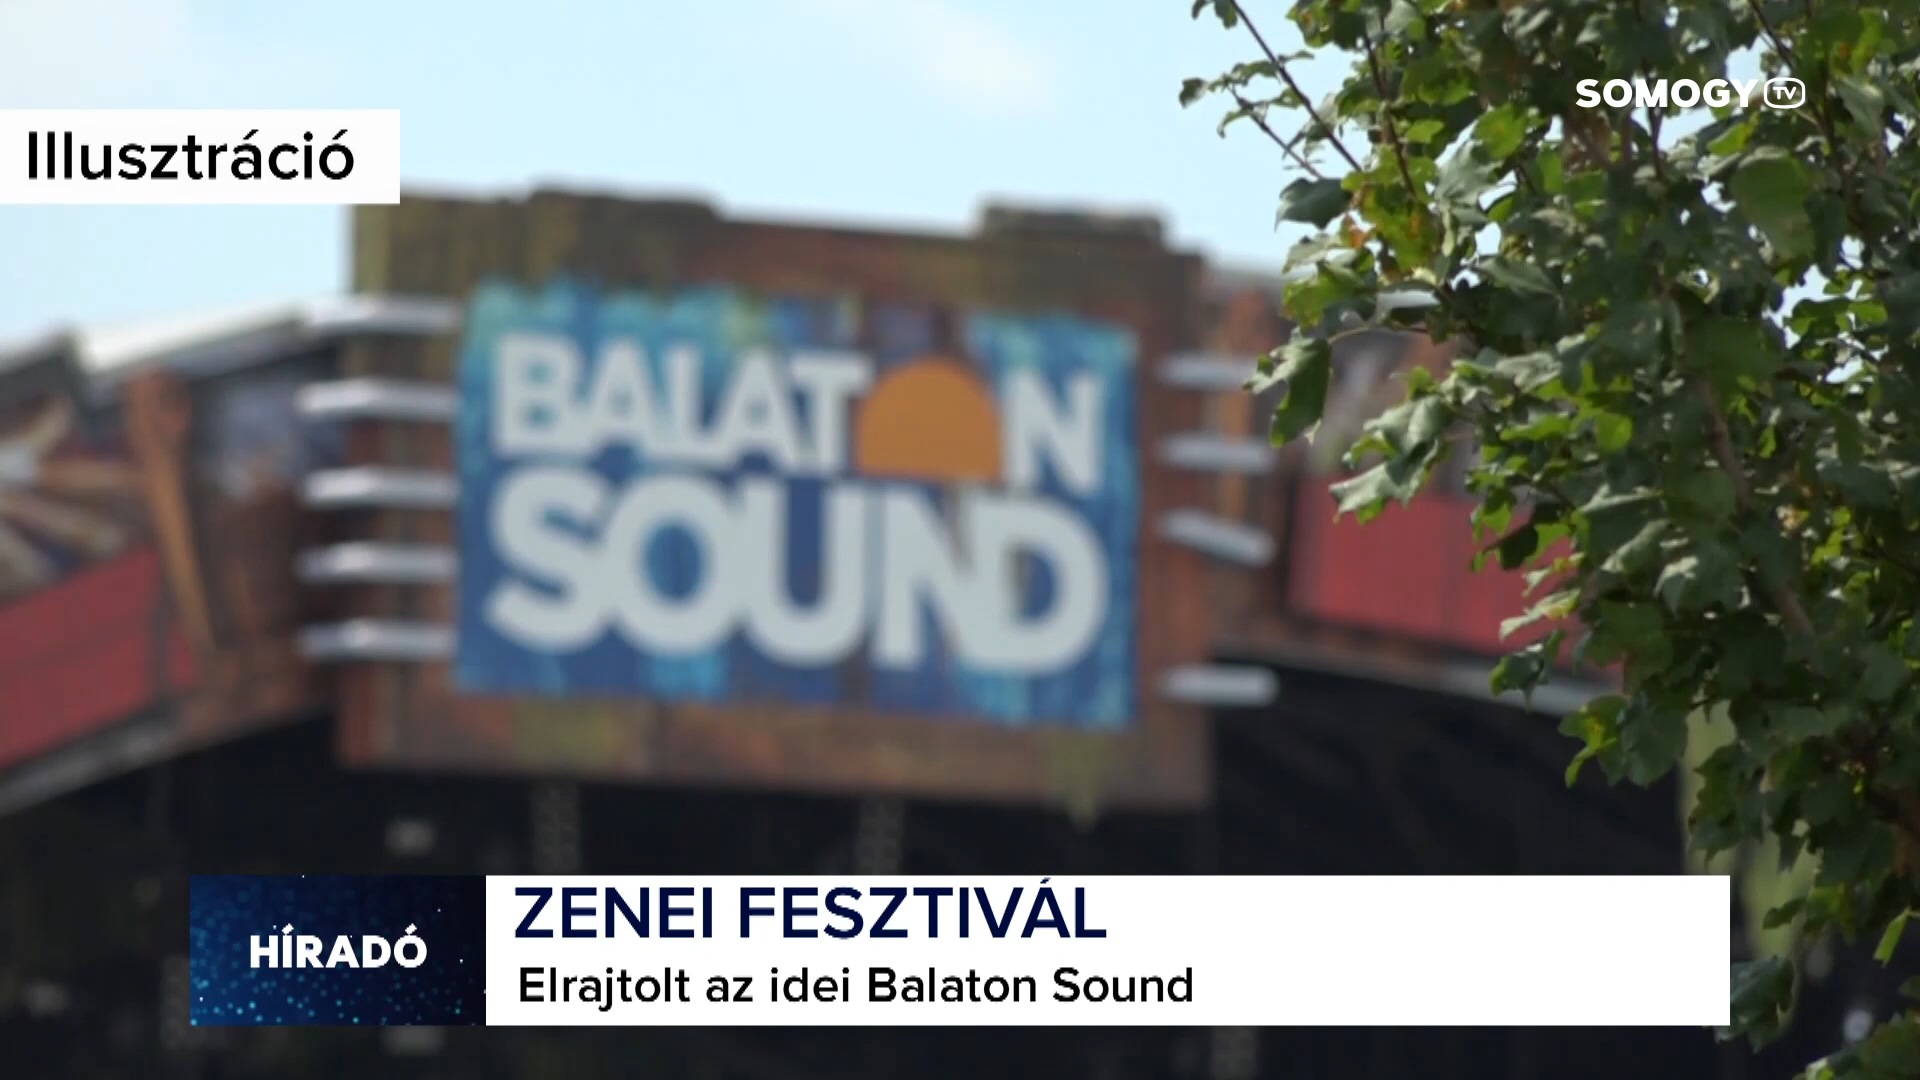 SOMOGY TV
Illusztráció
BALATON
SOUND
HÍRADÓ
ZENEI FESZTIVÁL
Elrajtolt az idei Balaton Sound